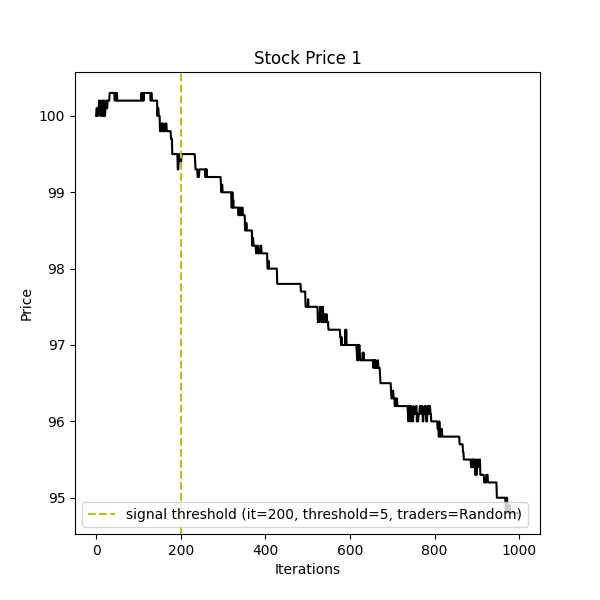 Stock Price 1
Price
100
99
98
97
96
95
signal threshold (it=200, threshold=5, traders=Random)
0 200 400 600 800 1000
Iterations